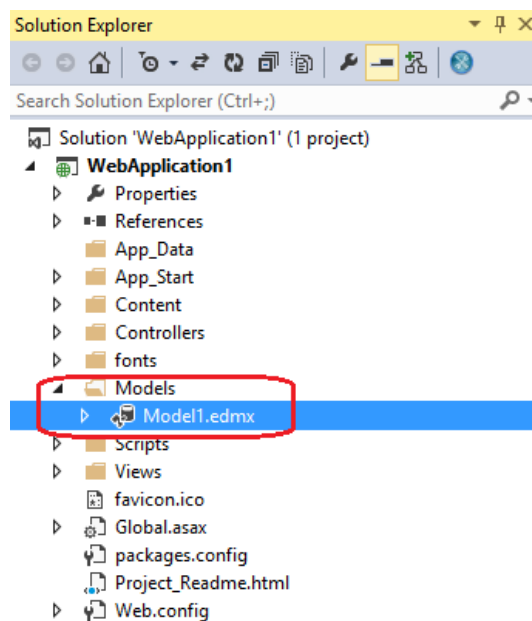 Solution Explorer
Search Solution Explorer (Ctrl+;)
Solution 'WebApplication1' (1 project)
WebApplication1
Properties
References
App_Data
App_Start
Content
Controllers
fonts
Models
Model1.edmx
Scripts
Views
favicon.ico
Global.asax
packages.config
Project_Readme.html
Web.config